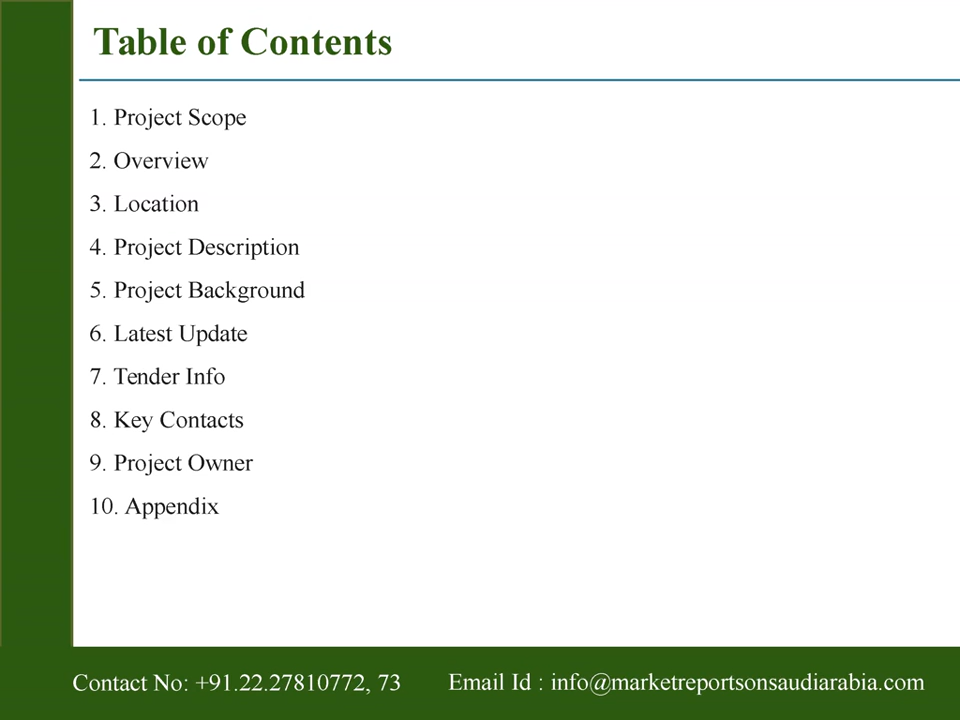 Table of Contents
1. Project Scope
2. Overview
3. Location
4. Project Description
5. Project Background
6. Latest Update
7. Tender Info
8. Key Contacts
9. Project Owner
10. Appendix
Contact No: +91.22.27810772, 73 Email Id : info@marketreportsonsaudiarabia.com